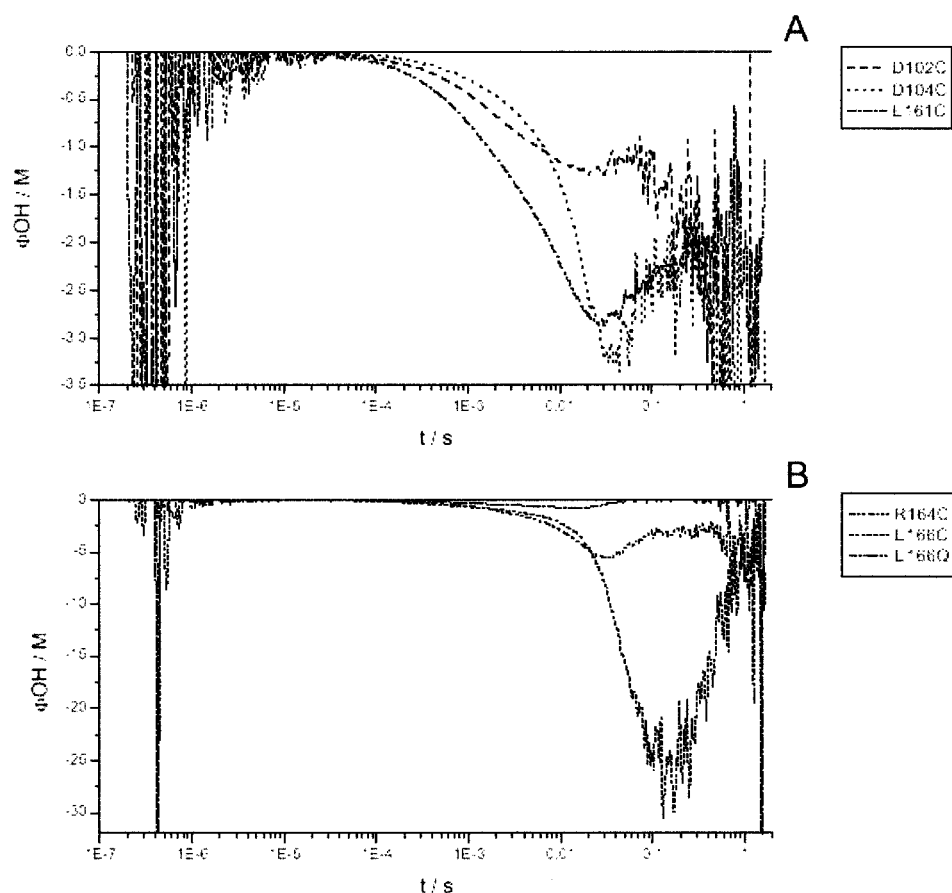 A
D102C
D104C
L161C
0.0
-0.5
-1.0
-1.5
-2.0
-2.5
-3.0
-3.5
ΦOH / M
1E-7
1E-6
1E-5
1E-4
1E-3
0.01
0.1
1
t / s
B
R164C
L166C
L166Q
0
-5
-10
-15
-20
-25
-30
ΦOH / M
1E-7
1E-6
1E-5
1E-4
1E-3
0.01
0.1
1
t / s